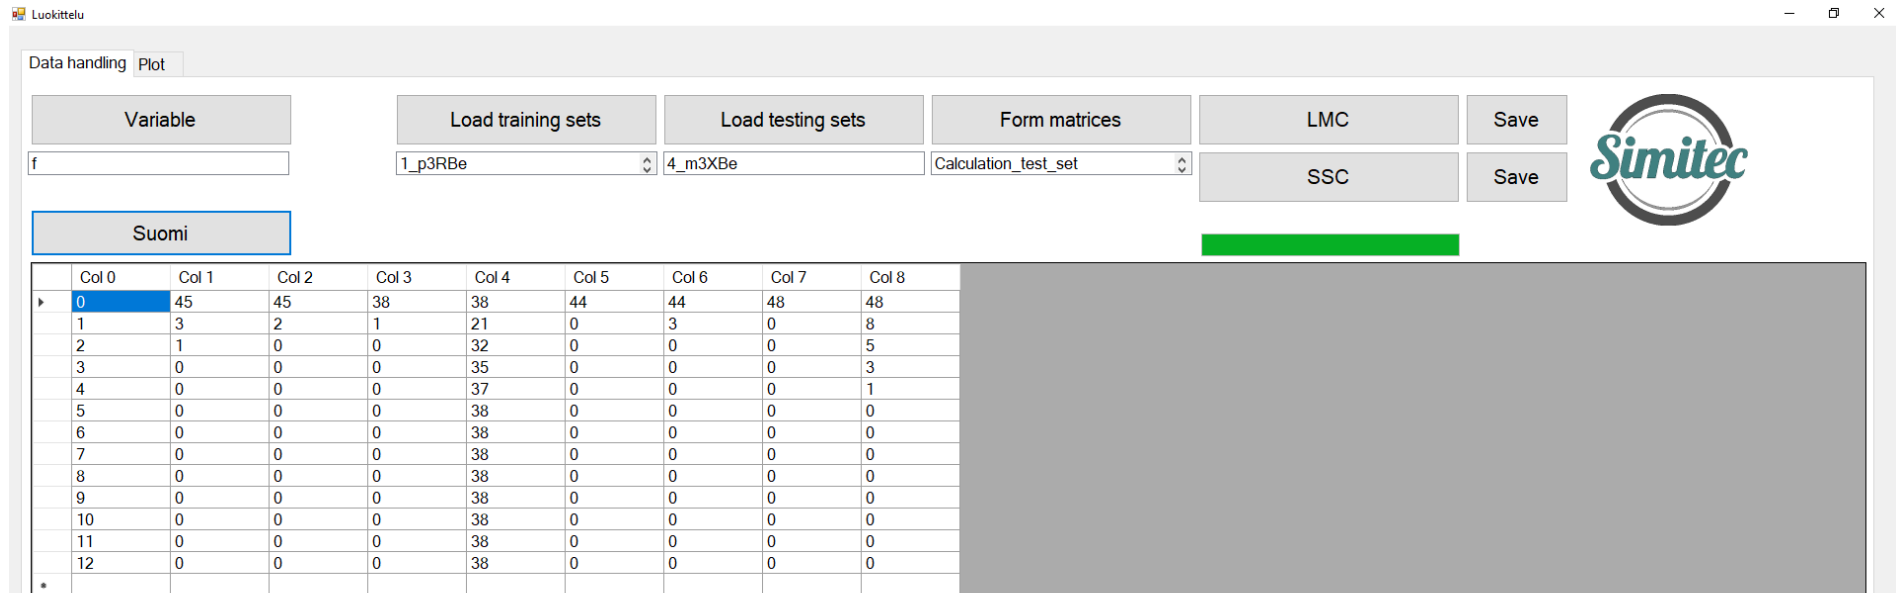 Luokittelu
Data handling Plot
Variable Load training sets Load testing sets Form matrices LMC Save
f 1_p3RBe 4_m3XBe Calculation_test_set
SSC Save
Simitec
Suomi
Col 0 Col 1 Col 2 Col 3 Col 4 Col 5 Col 6 Col 7 Col 8
0 45 45 38 38 44 44 48 48
1 3 2 1 21 0 3 0 8
2 1 0 0 32 0 0 0 5
3 0 0 0 35 0 0 0 3
4 0 0 0 37 0 0 0 1
5 0 0 0 38 0 0 0 0
6 0 0 0 38 0 0 0 0
7 0 0 0 38 0 0 0 0
8 0 0 0 38 0 0 0 0
9 0 0 0 38 0 0 0 0
10 0 0 0 38 0 0 0 0
11 0 0 0 38 0 0 0 0
12 0 0 0 38 0 0 0 0